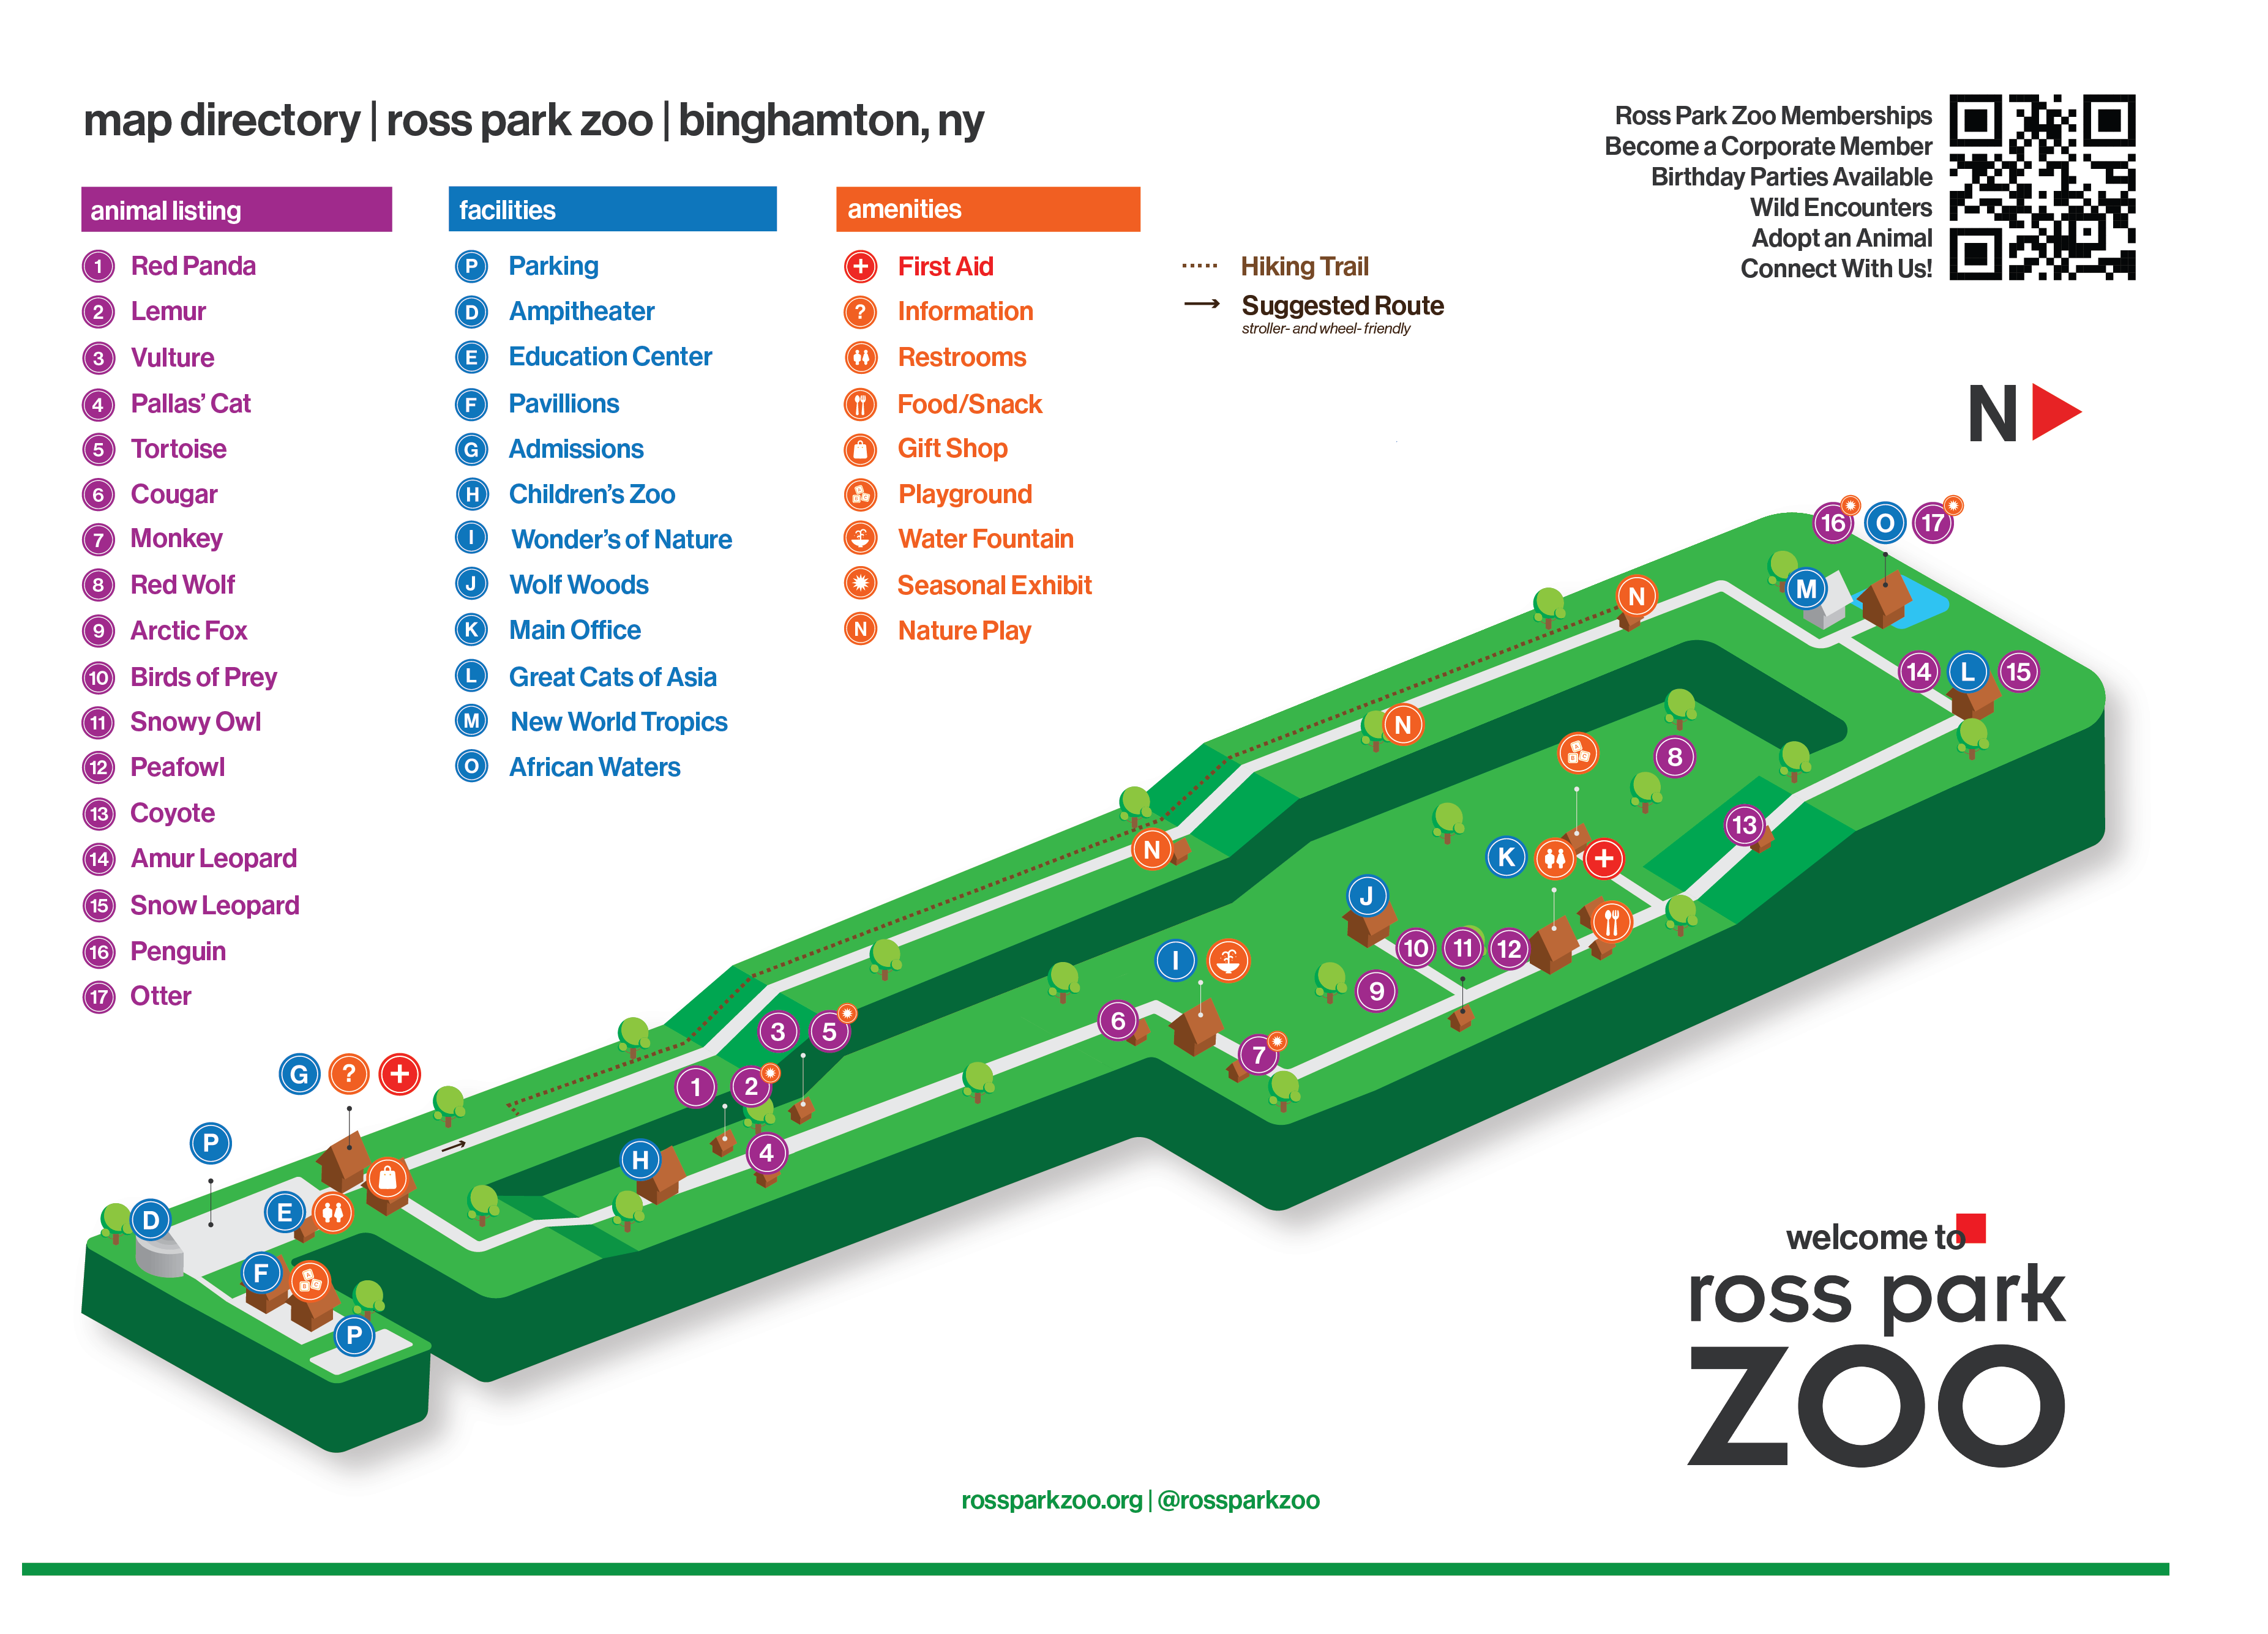 map directory | ross park zoo | binghamton, ny
Ross Park Zoo Memberships
Become a Corporate Member
Birthday Parties Available
Wild Encounters
Adopt an Animal
Connect With Us!
animal listing
1 Red Panda
2 Lemur
3 Vulture
4 Pallas’ Cat
5 Tortoise
6 Cougar
7 Monkey
8 Red Wolf
9 Arctic Fox
10 Birds of Prey
11 Snowy Owl
12 Peafowl
13 Coyote
14 Amur Leopard
15 Snow Leopard
16 Penguin
17 Otter
facilities
P Parking
D Ampitheater
E Education Center
F Pavillions
G Admissions
H Children’s Zoo
I Wonder’s of Nature
J Wolf Woods
K Main Office
L Great Cats of Asia
M New World Tropics
O African Waters
amenities
First Aid
? Information
Restrooms
Food/Snack
Gift Shop
Playground
Water Fountain
Seasonal Exhibit
N Nature Play
Hiking Trail
Suggested Route
stroller- and wheel- friendly
N
16 O 17
M
N
14 L 15
N
8
13
N
K
J
10 11 12
I
9
6
3 5
7
G ?
1 2
P
4
H
E
D
F
P
welcome to
ross park
ZOO
rossparkzoo.org | @rossparkzoo